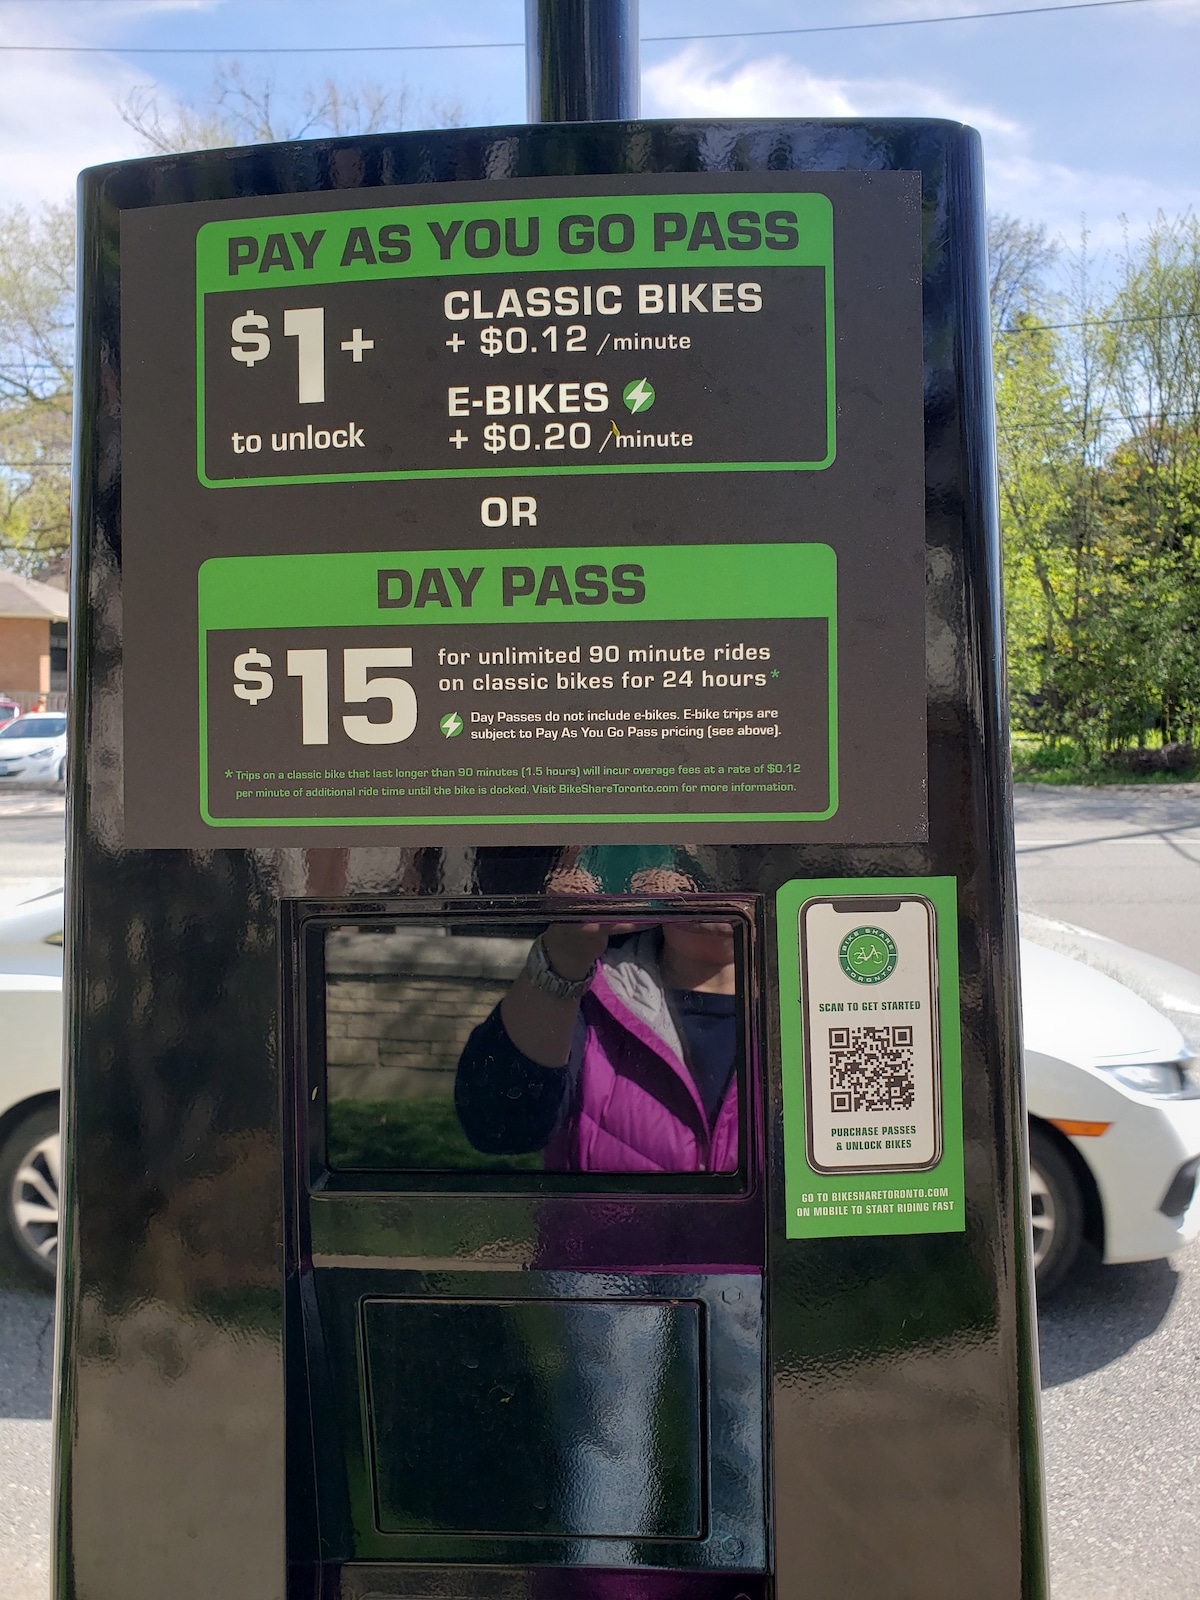 PAY AS YOU GO PASS
$1+
to unlock
CLASSIC BIKES
+ $0.12 /minute
E-BIKES
+ $0.20 /minute
OR
DAY PASS
$15
for unlimited 90 minute rides
on classic bikes for 24 hours*
Day Passes do not include e-bikes. E-bike trips are
subject to Pay As You Go Pass pricing (see above).
* Trips on a classic bike that last longer than 90 minutes (1.5 hours) will incur overage fees at a rate of $0.12
per minute of additional ride time until the bike is docked. Visit BikeShareToronto.com for more information.
BIKE SHARE
TORONTO
SCAN TO GET STARTED
PURCHASE PASSES
& UNLOCK BIKES
GO TO BIKESHARETORONTO.COM
ON MOBILE TO START RIDING FAST